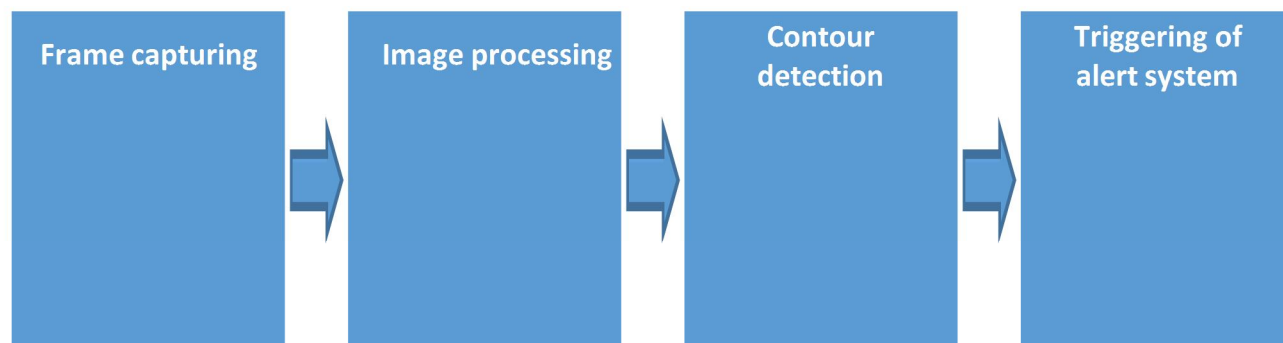 Frame capturing
Image processing
Contour
detection
Triggering of
alert system